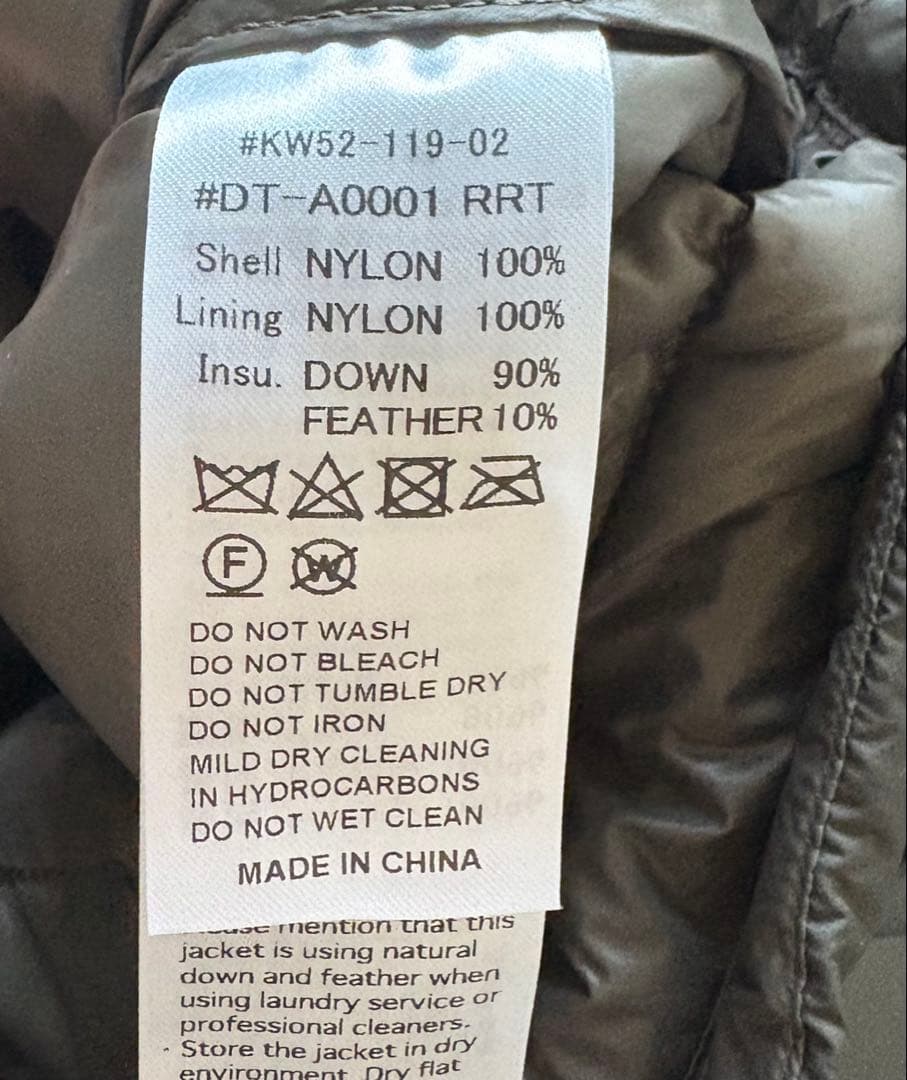 #KW52-119-02
#DT-A0001 RRT
Shell NYLON 100%
Lining NYLON 100%
Insu. DOWN 90%
FEATHER 10%
F W
DO NOT WASH
DO NOT BLEACH
DO NOT TUMBLE DRY
DO NOT IRON
MILD DRY CLEANING
IN HYDROCARBONS
DO NOT WET CLEAN
MADE IN CHINA
mention that this
jacket is using natural
down and feather when
using laundry service or
professional cleaners.
· Store the jacket in dry
environment. Dry flat